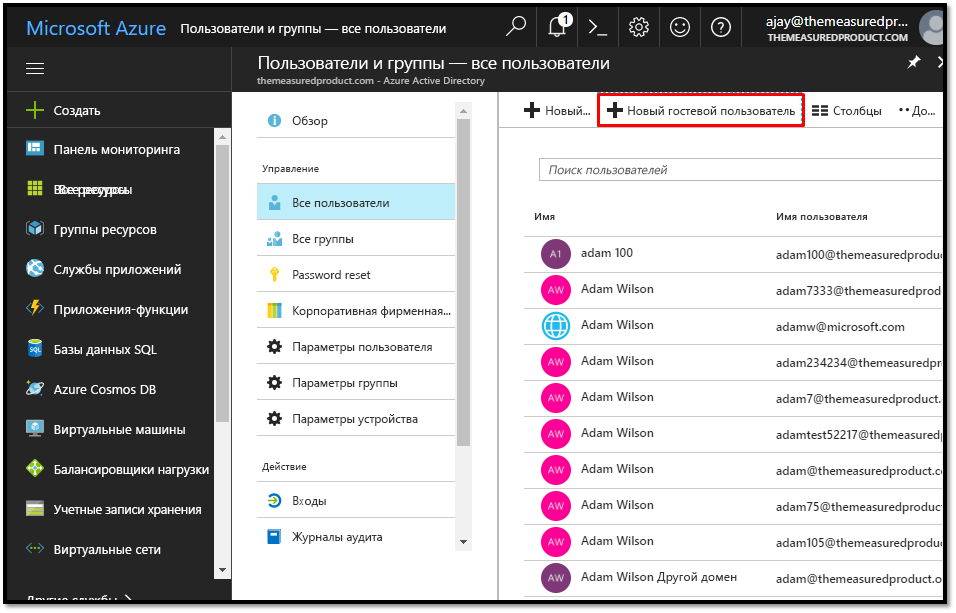 Microsoft Azure Пользователи и группы — все пользователи
1
ajay@themeasuredpr...
THEMEASUREDPRODUCT.COM
Пользователи и группы — все пользователи
themeasuredproduct.com - Azure Active Directory
Создать
Панель мониторинга
Все ресурсы
Группы ресурсов
Службы приложений
Приложения-функции
SQL
Базы данных SQL
Azure Cosmos DB
Виртуальные машины
Балансировщики нагрузки
Учетные записи хранения
Виртуальные сети
Другие службы
Обзор
Управление
Все пользователи
Все группы
Password reset
Корпоративная фирменная...
Параметры пользователя
Параметры группы
Параметры устройства
Действие
Входы
Журналы аудита
Новый... Новый гостевой пользователь Столбцы До...
Поиск пользователей
Имя Имя пользователя
A1 adam 100 adam100@themeasuredprodu
AW Adam Wilson adam7333@themeasuredprod
Adam Wilson adamw@microsoft.com
AW Adam Wilson adam234234@themeasuredpr
AW Adam Wilson adam7@themeasuredproduct.
AW Adam Wilson adamtest52217@themeasured
AW Adam Wilson adam@themeasuredproduct.c
AW Adam Wilson adam75@themeasuredproduct
AW Adam Wilson adam105@themeasuredprodu
AW Adam Wilson Другой домен adam@themeasuredproduct.o